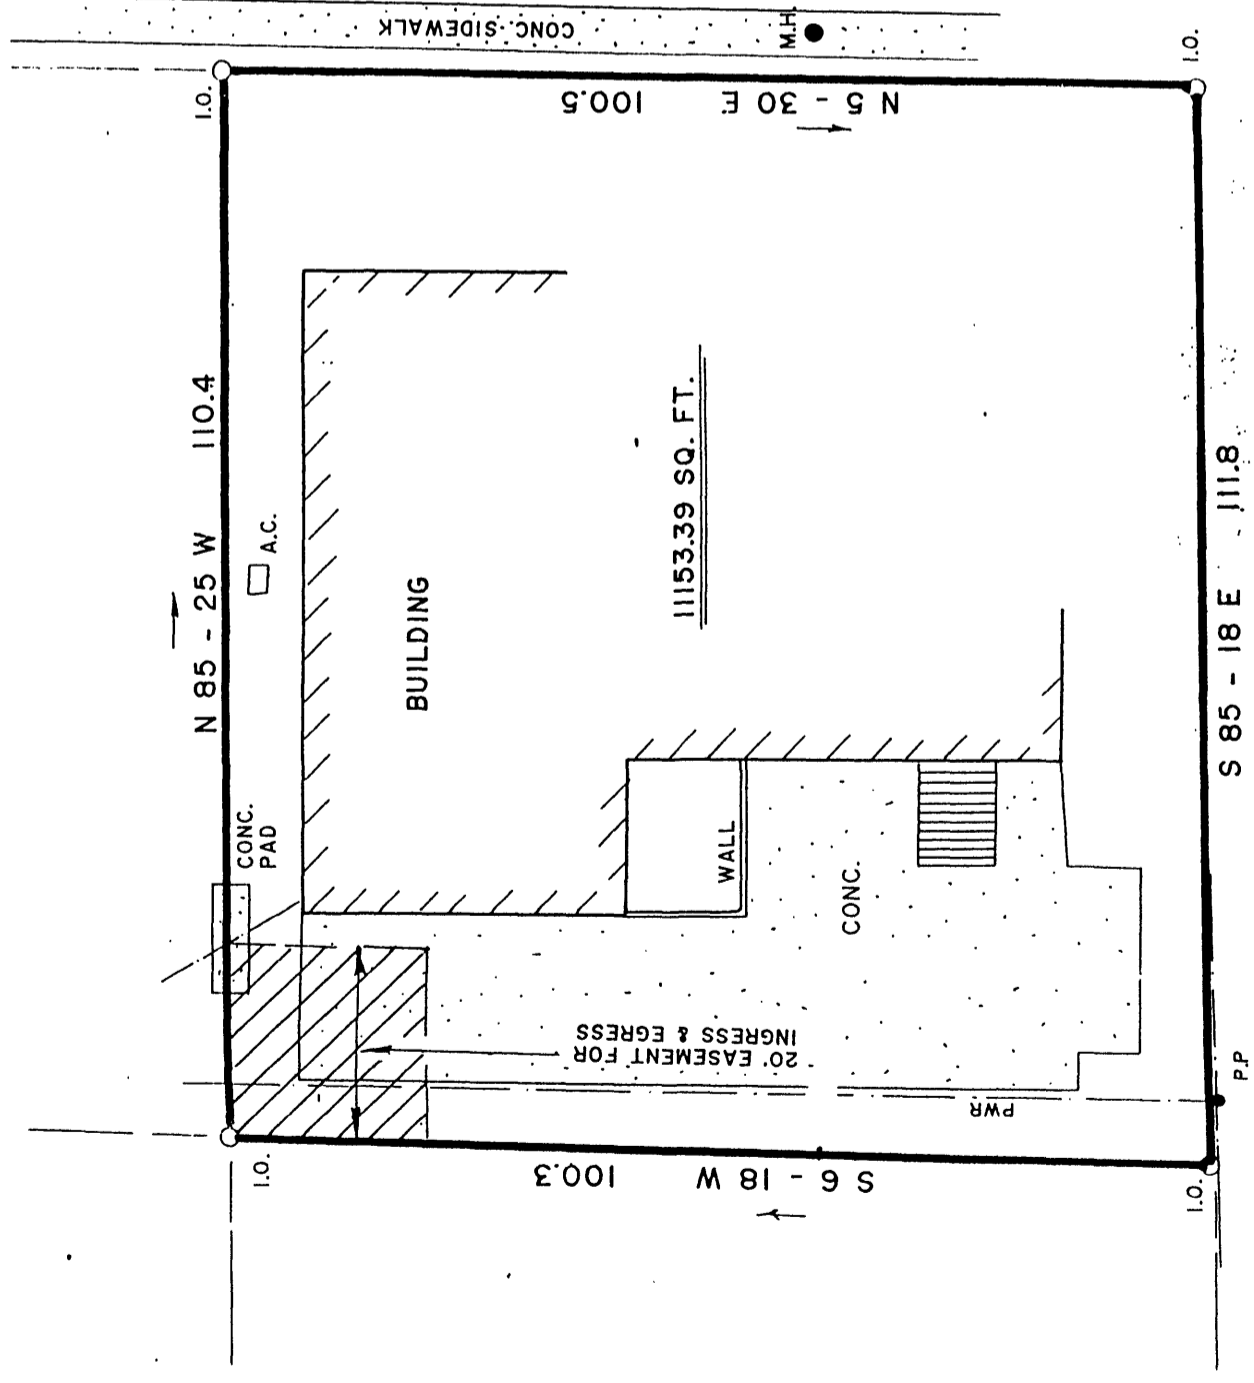 CONC. SIDEWALK
M.H.
I.O.
I.O.
N 5 - 30 E 100.5
N 85 - 25 W 110.4
A.C.
BUILDING
11153.39 SQ. FT.
CONC.
PAD
WALL
CONC.
20' EASEMENT FOR
INGRESS & EGRESS
PWR
P.P
S 85 - 18 E 111.8
I.O.
I.O.
S 6 - 18 W 100.3